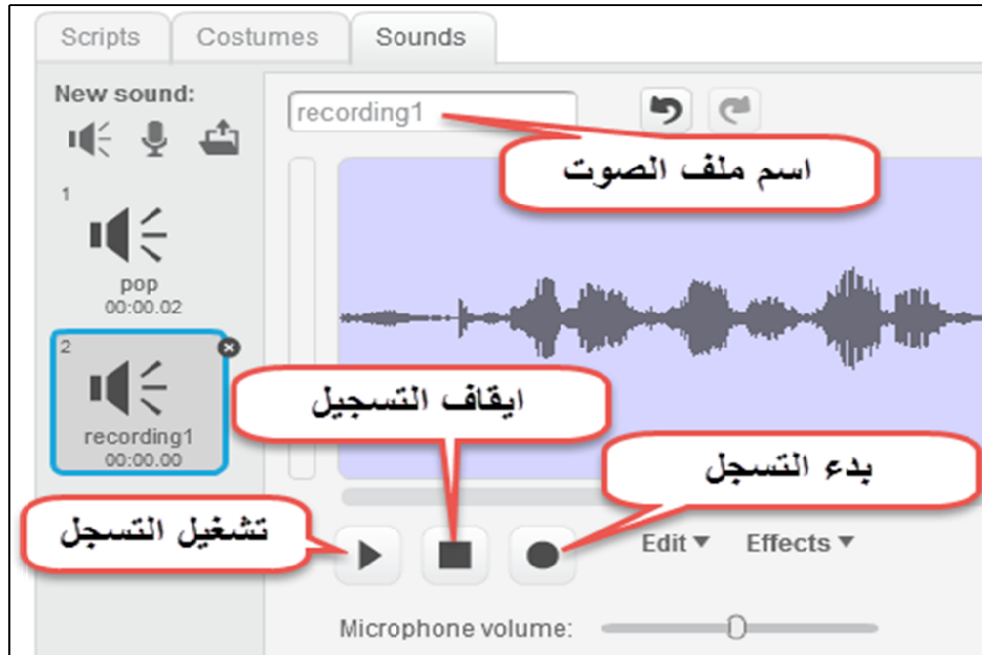 Scripts Costumes Sounds
New sound:
recording1
اسم ملف الصوت
1
pop
00:00.02
2
recording1
00:00.00
ايقاف التسجيل
بدء التسجل
تشغيل التسجل
Edit Effects
Microphone volume: